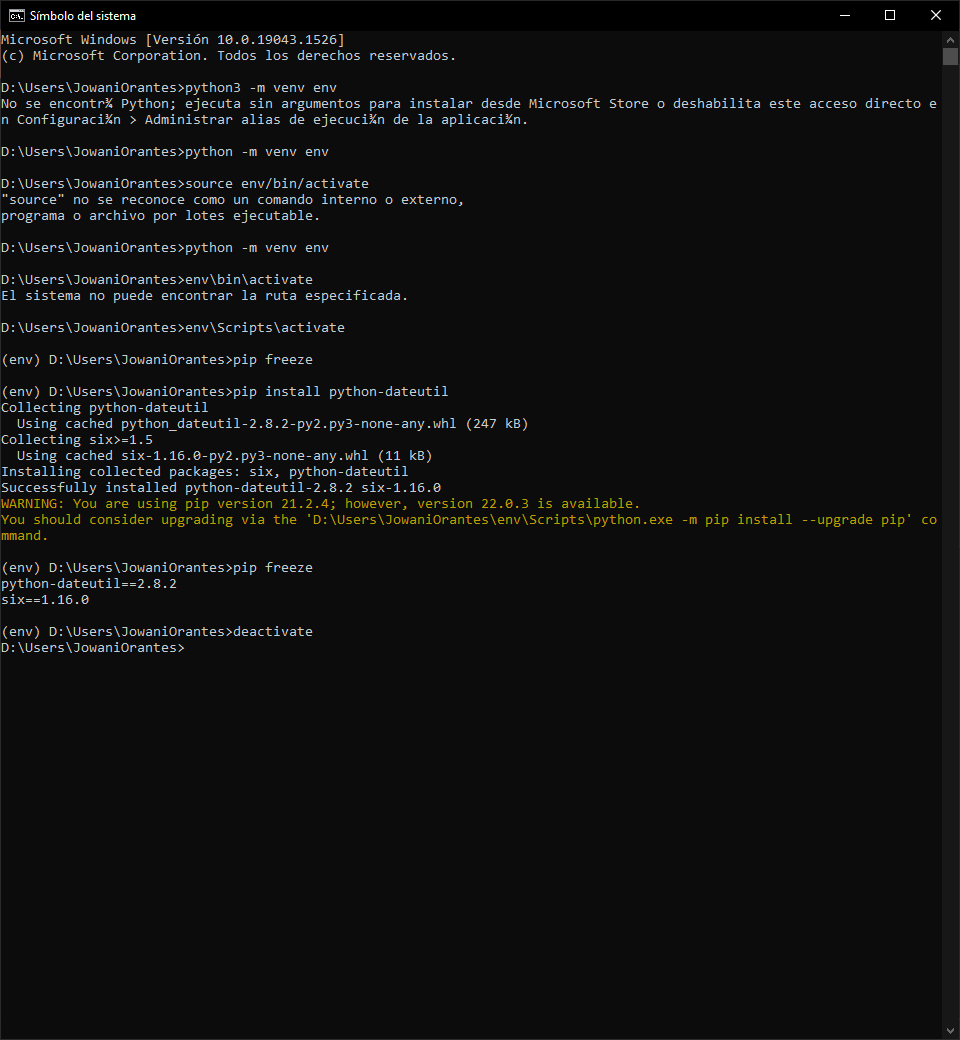 Símbolo del sistema
Microsoft Windows [Versión 10.0.19043.1526]
(c) Microsoft Corporation. Todos los derechos reservados.
D:\Users\JowaniOrantes>python3 -m venv env
No se encontr¾ Python; ejecuta sin argumentos para instalar desde Microsoft Store o deshabilita este acceso directo e
n Configuraci¾n > Administrar alias de ejecuci¾n de la aplicaci¾n.
D:\Users\JowaniOrantes>python -m venv env
D:\Users\JowaniOrantes>source env/bin/activate
"source" no se reconoce como un comando interno o externo,
programa o archivo por lotes ejecutable.
D:\Users\JowaniOrantes>python -m venv env
D:\Users\JowaniOrantes>env\bin\activate
El sistema no puede encontrar la ruta especificada.
D:\Users\JowaniOrantes>env\Scripts\activate
(env) D:\Users\JowaniOrantes>pip freeze
(env) D:\Users\JowaniOrantes>pip install python-dateutil
Collecting python-dateutil
  Using cached python_dateutil-2.8.2-py2.py3-none-any.whl (247 kB)
Collecting six>=1.5
  Using cached six-1.16.0-py2.py3-none-any.whl (11 kB)
Installing collected packages: six, python-dateutil
Successfully installed python-dateutil-2.8.2 six-1.16.0
WARNING: You are using pip version 21.2.4; however, version 22.0.3 is available.
You should consider upgrading via the 'D:\Users\JowaniOrantes\env\Scripts\python.exe -m pip install --upgrade pip' co
mmand.
(env) D:\Users\JowaniOrantes>pip freeze
python-dateutil==2.8.2
six==1.16.0
(env) D:\Users\JowaniOrantes>deactivate
D:\Users\JowaniOrantes>